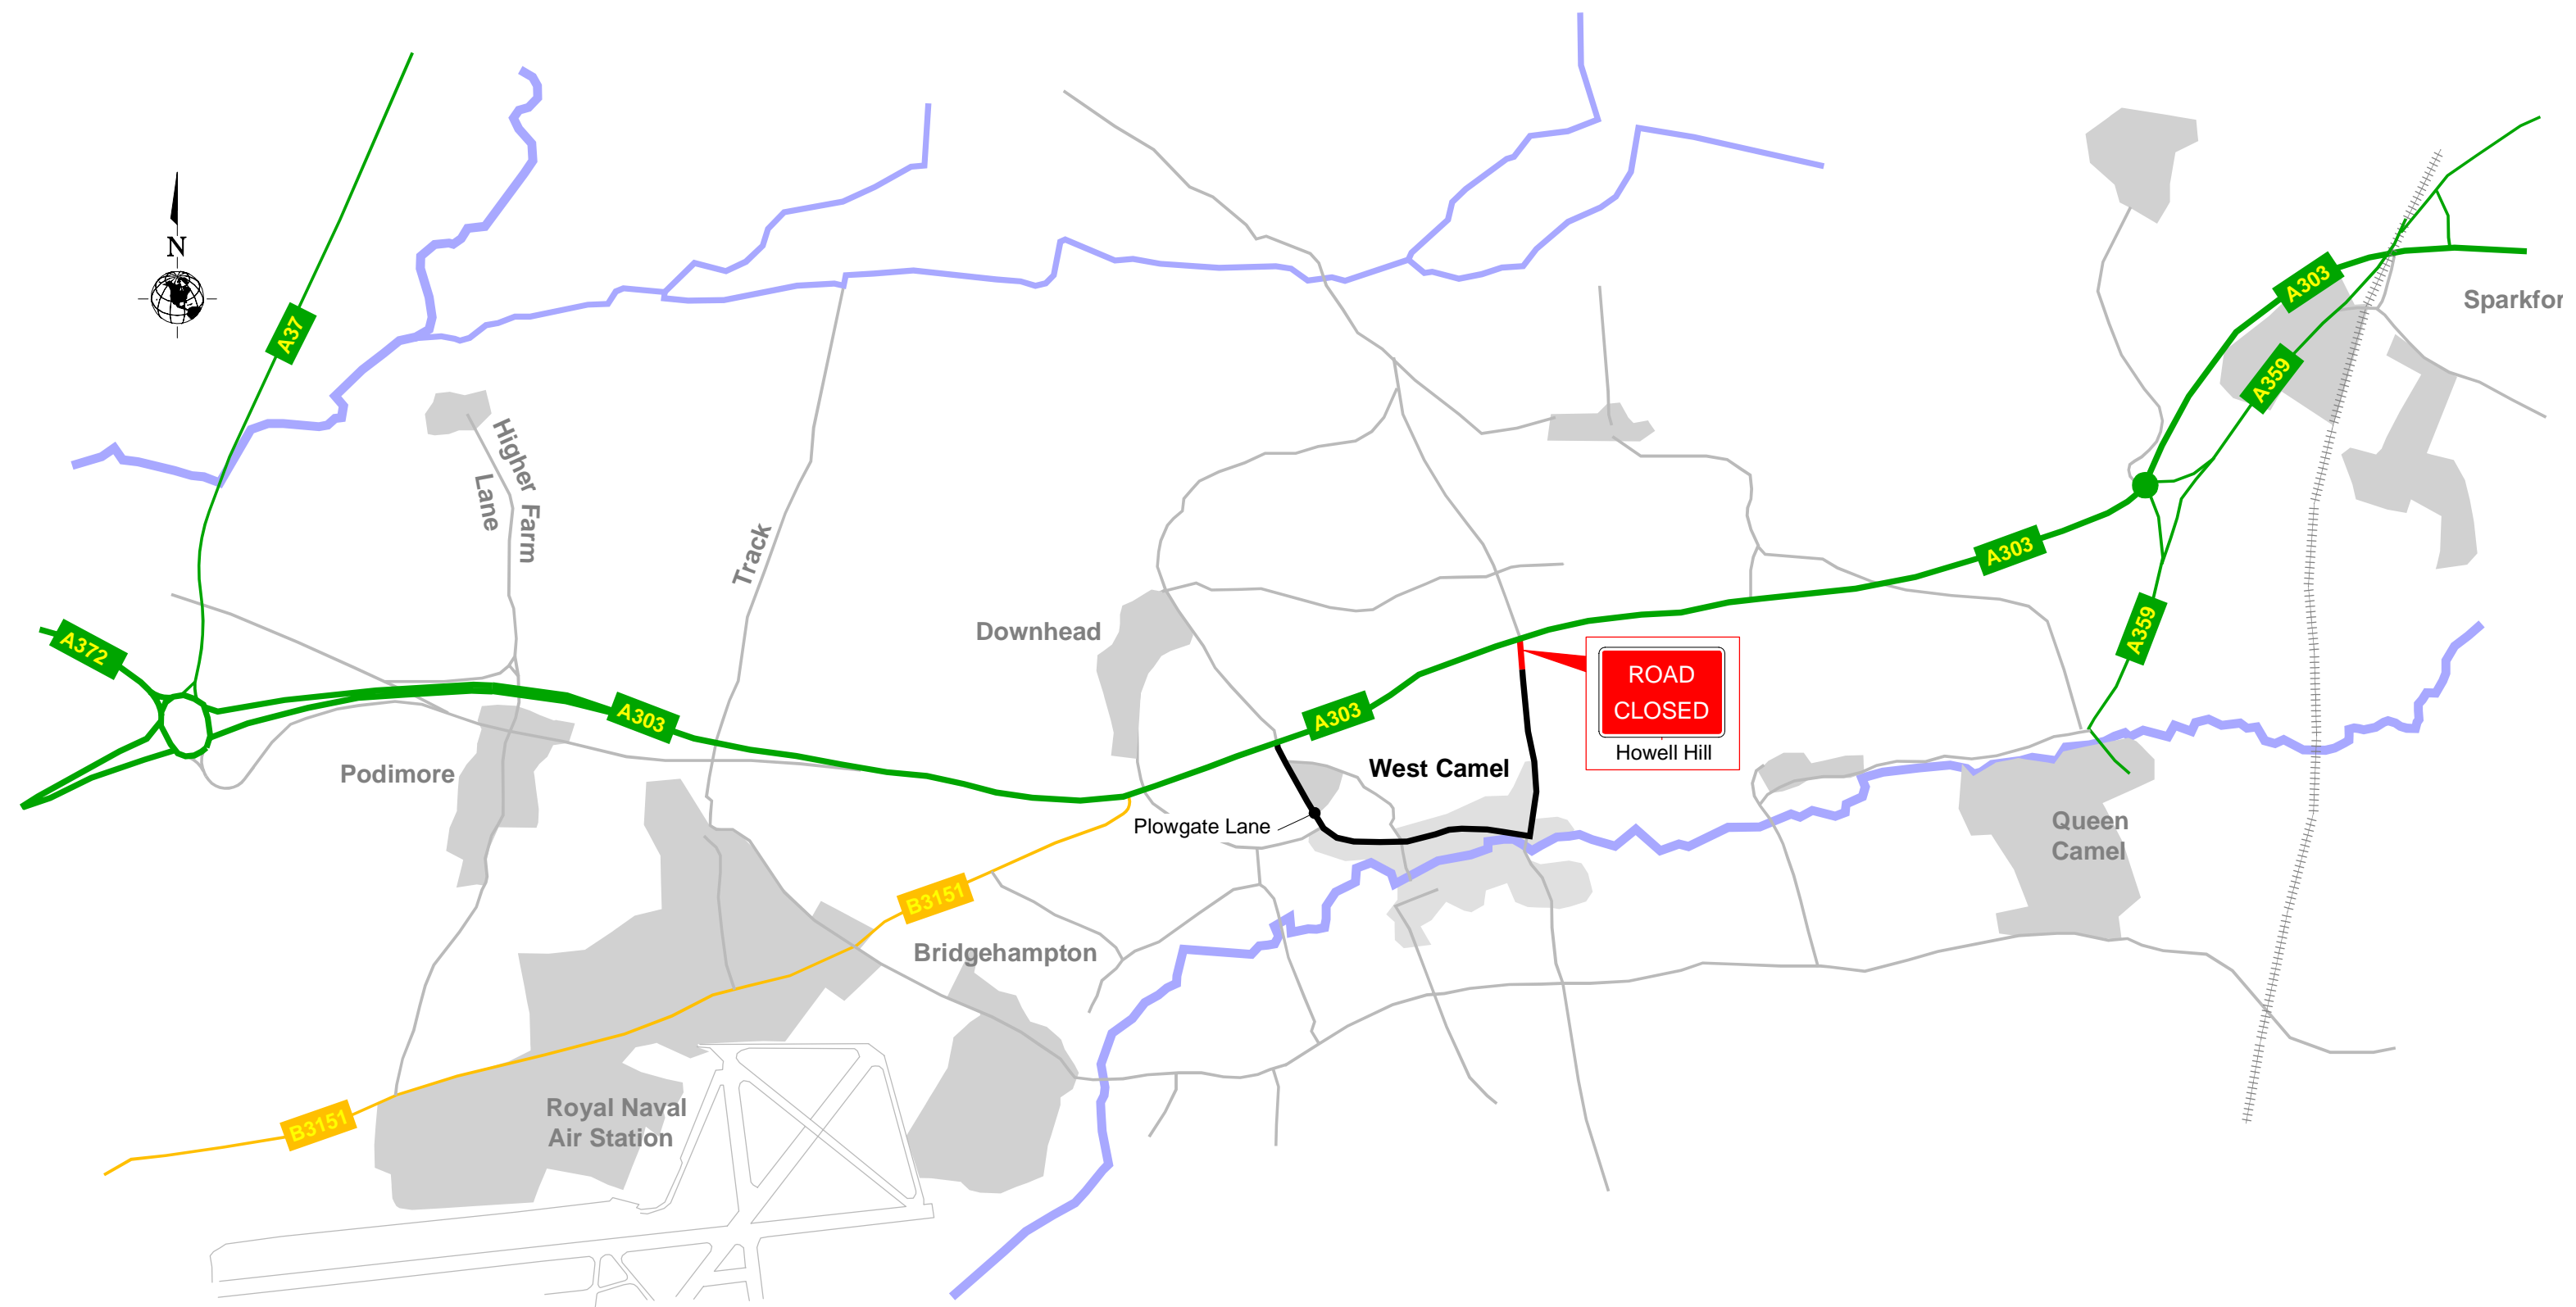 N
A37
A303
Sparkfor
A359
Higher Farm
Lane
Track
A303
A359
Downhead
A372
ROAD
CLOSED
Howell Hill
A303
A303
Podimore
West Camel
Plowgate Lane
Queen
Camel
B3151
Bridgehampton
Royal Naval
Air Station
B3151